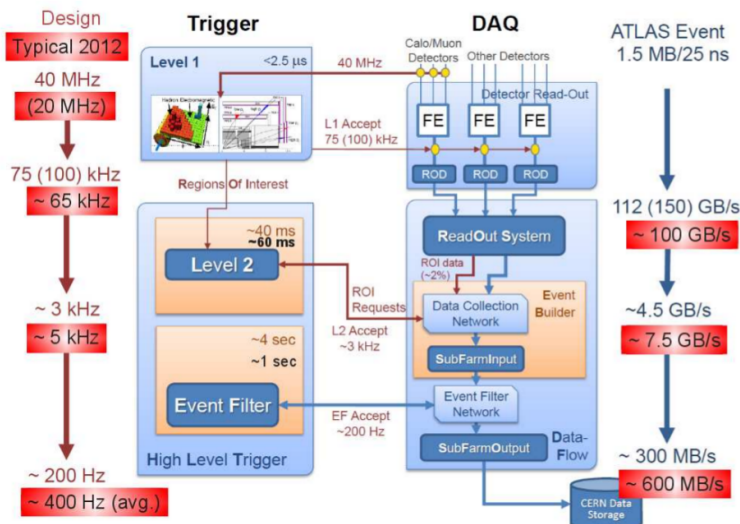 Design
Typical 2012
40 MHz
(20 MHz)
75 (100) kHz
~ 65 kHz
~ 3 kHz
~ 5 kHz
~ 200 Hz
~ 400 Hz (avg.)
Trigger
Level 1
<2.5 µs
Regions Of Interest
~40 ms
~60 ms
Level 2
~4 sec
~1 sec
Event Filter
High Level Trigger
40 MHz
L1 Accept
75 (100) kHz
ROI
Requests
L2 Accept
~3 kHz
EF Accept
~200 Hz
DAQ
Calo/Muon
Detectors
Other Detectors
Detector Read-Out
FE
FE
FE
ROD
ROD
ROD
ReadOut System
ROI data
(~2%)
Data Collection
Network
Event
Builder
SubFarmInput
Event Filter
Network
SubFarmOutput
Data-
Flow
CERN Data
Storage
ATLAS Event
1.5 MB/25 ns
112 (150) GB/s
~ 100 GB/s
~4.5 GB/s
~ 7.5 GB/s
~ 300 MB/s
~ 600 MB/s